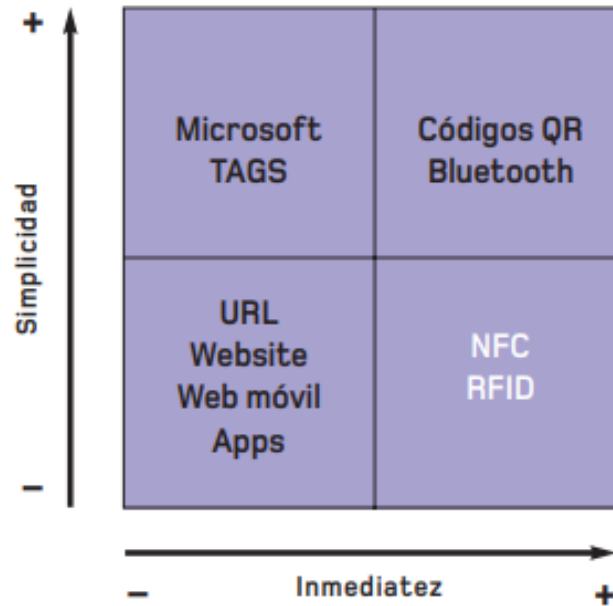 +
Simplicidad
Microsoft
TAGS
Códigos QR
Bluetooth
URL
Website
Web móvil
Apps
NFC
RFID
–
– Inmediatez +